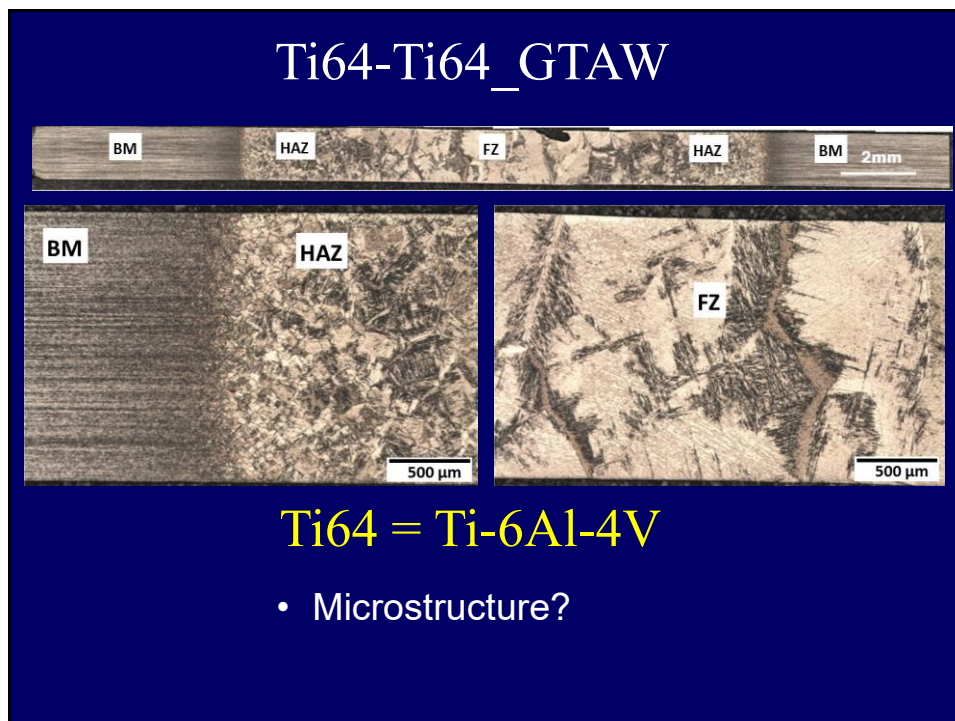 Ti64-Ti64_GTAW
BM HAZ FZ HAZ BM
2mm
BM HAZ
500 µm
FZ
500 µm
Ti64 = Ti-6Al-4V
• Microstructure?